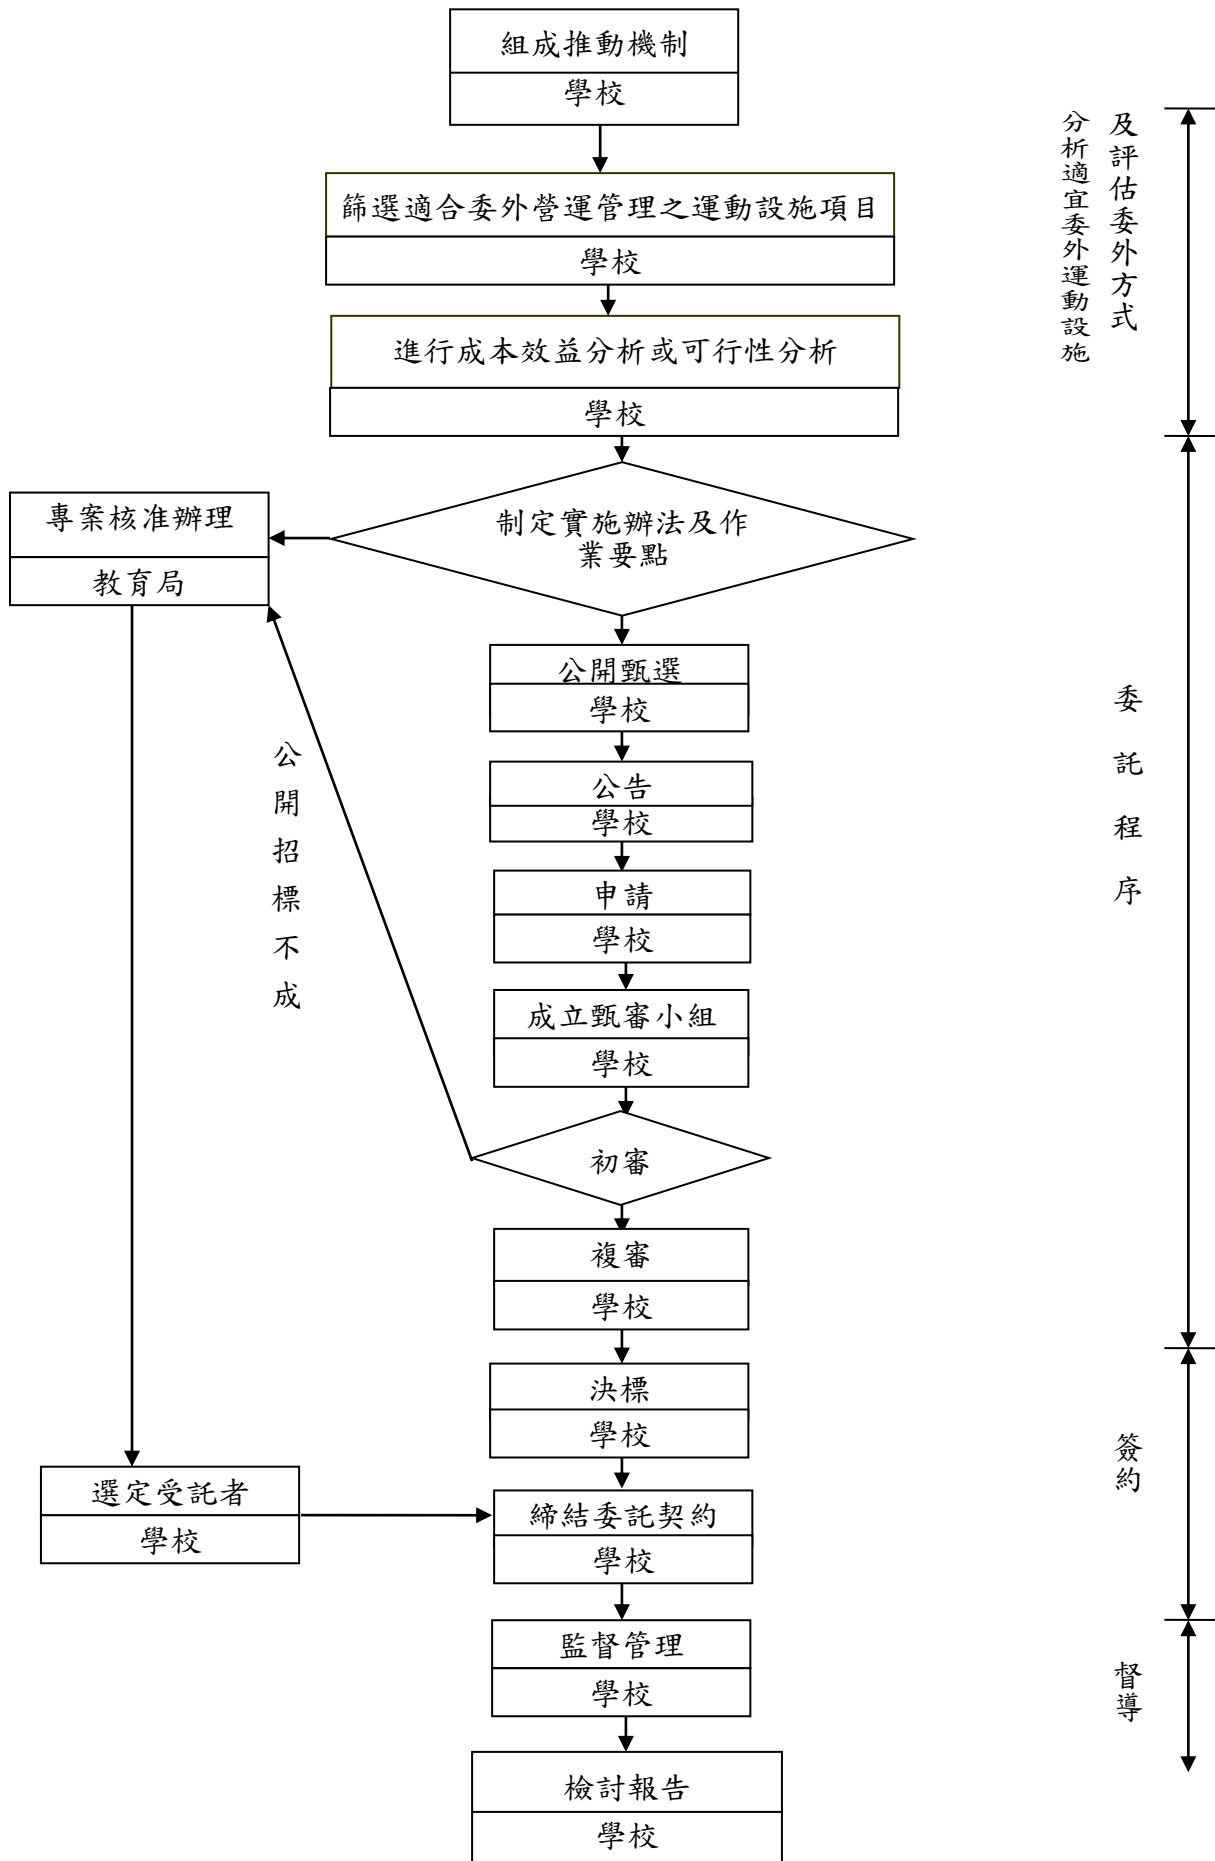 組成推動機制
學校
篩選適合委外營運管理之運動設施項目
學校
進行成本效益分析或可行性分析
學校
制定實施辦法及作
業要點
專案核准辦理
教育局
公開甄選
學校
公告
學校
申請
學校
成立甄審小組
學校
初審
公開招標不成
複審
學校
決標
學校
選定受託者
學校
締結委託契約
學校
監督管理
學校
檢討報告
學校
分析適宜委外運動設施
及評估委外方式
委託程序
簽約
督導